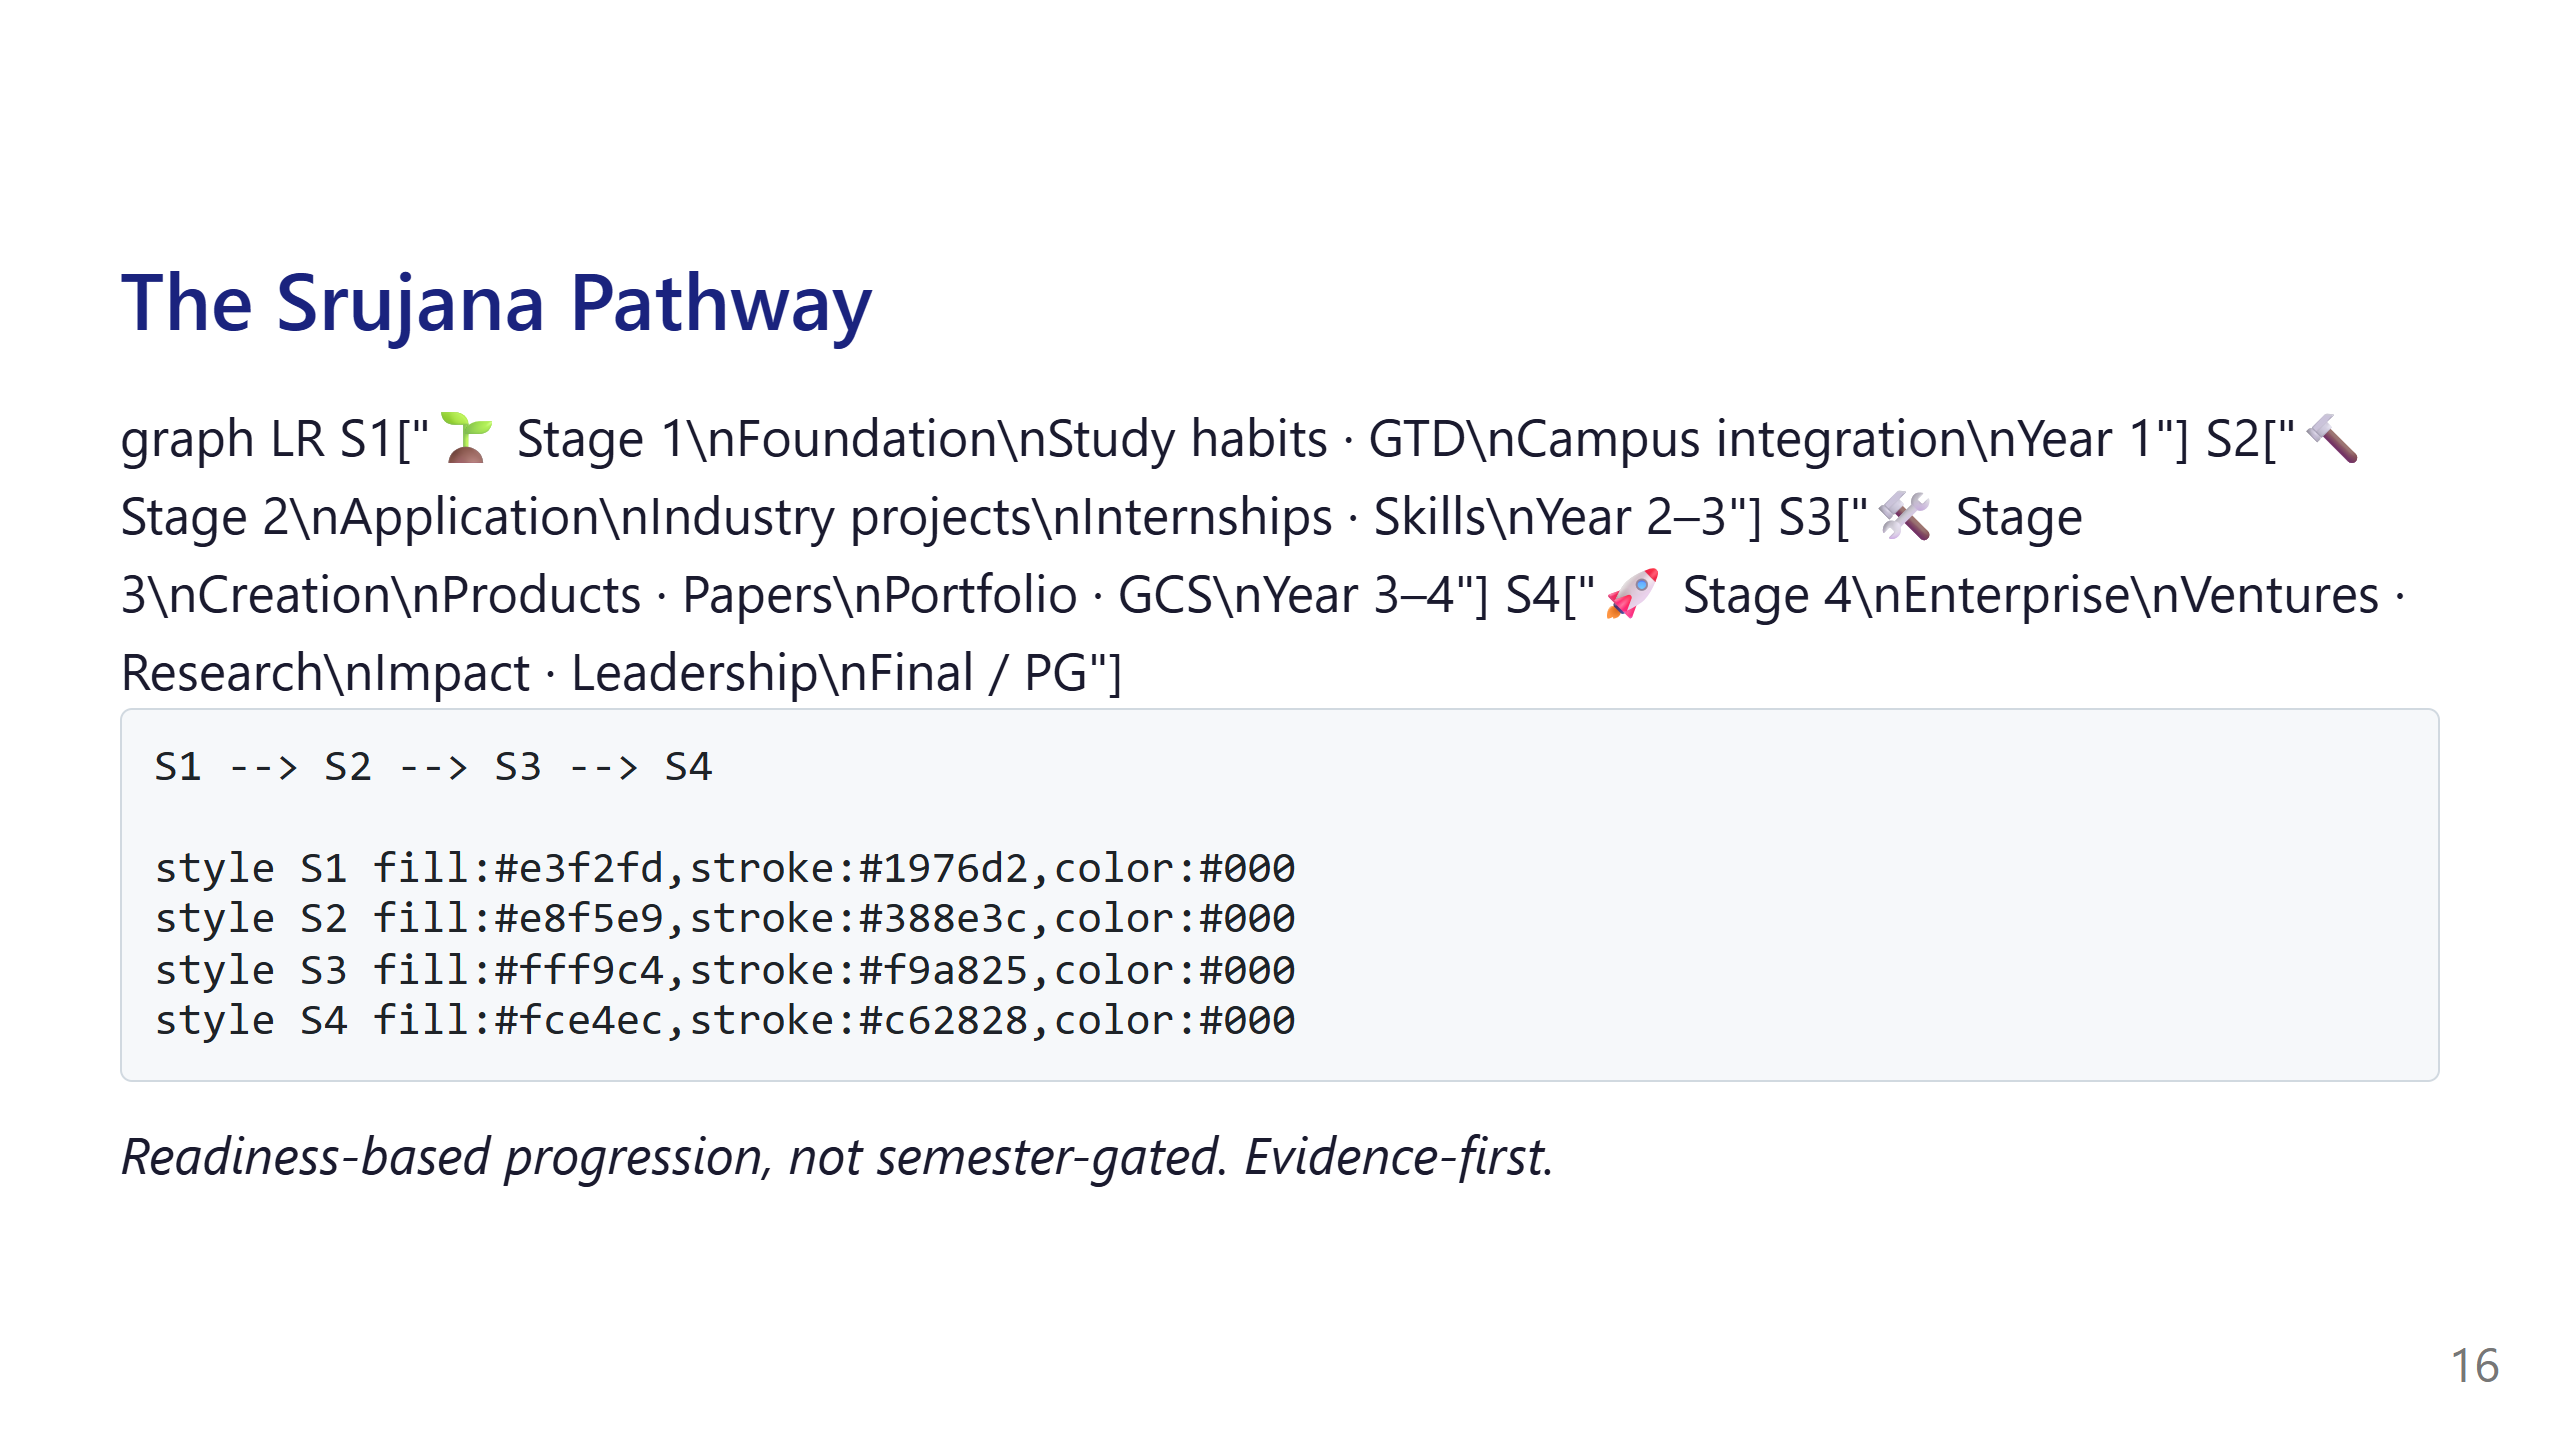 The Srujana Pathway
graph LR S1["🌱 Stage 1\nFoundation\nStudy habits · GTD\nCampus integration\nYear 1"] S2["🔨
Stage 2\nApplication\nIndustry projects\nInternships · Skills\nYear 2–3"] S3["🛠️ Stage
3\nCreation\nProducts · Papers\nPortfolio · GCS\nYear 3–4"] S4["🚀 Stage 4\nEnterprise\nVentures ·
Research\nImpact · Leadership\nFinal / PG"]
S1 --> S2 --> S3 --> S4
style S1 fill:#e3f2fd,stroke:#1976d2,color:#000
style S2 fill:#e8f5e9,stroke:#388e3c,color:#000
style S3 fill:#fff9c4,stroke:#f9a825,color:#000
style S4 fill:#fce4ec,stroke:#c62828,color:#000
Readiness-based progression, not semester-gated. Evidence-first.
16